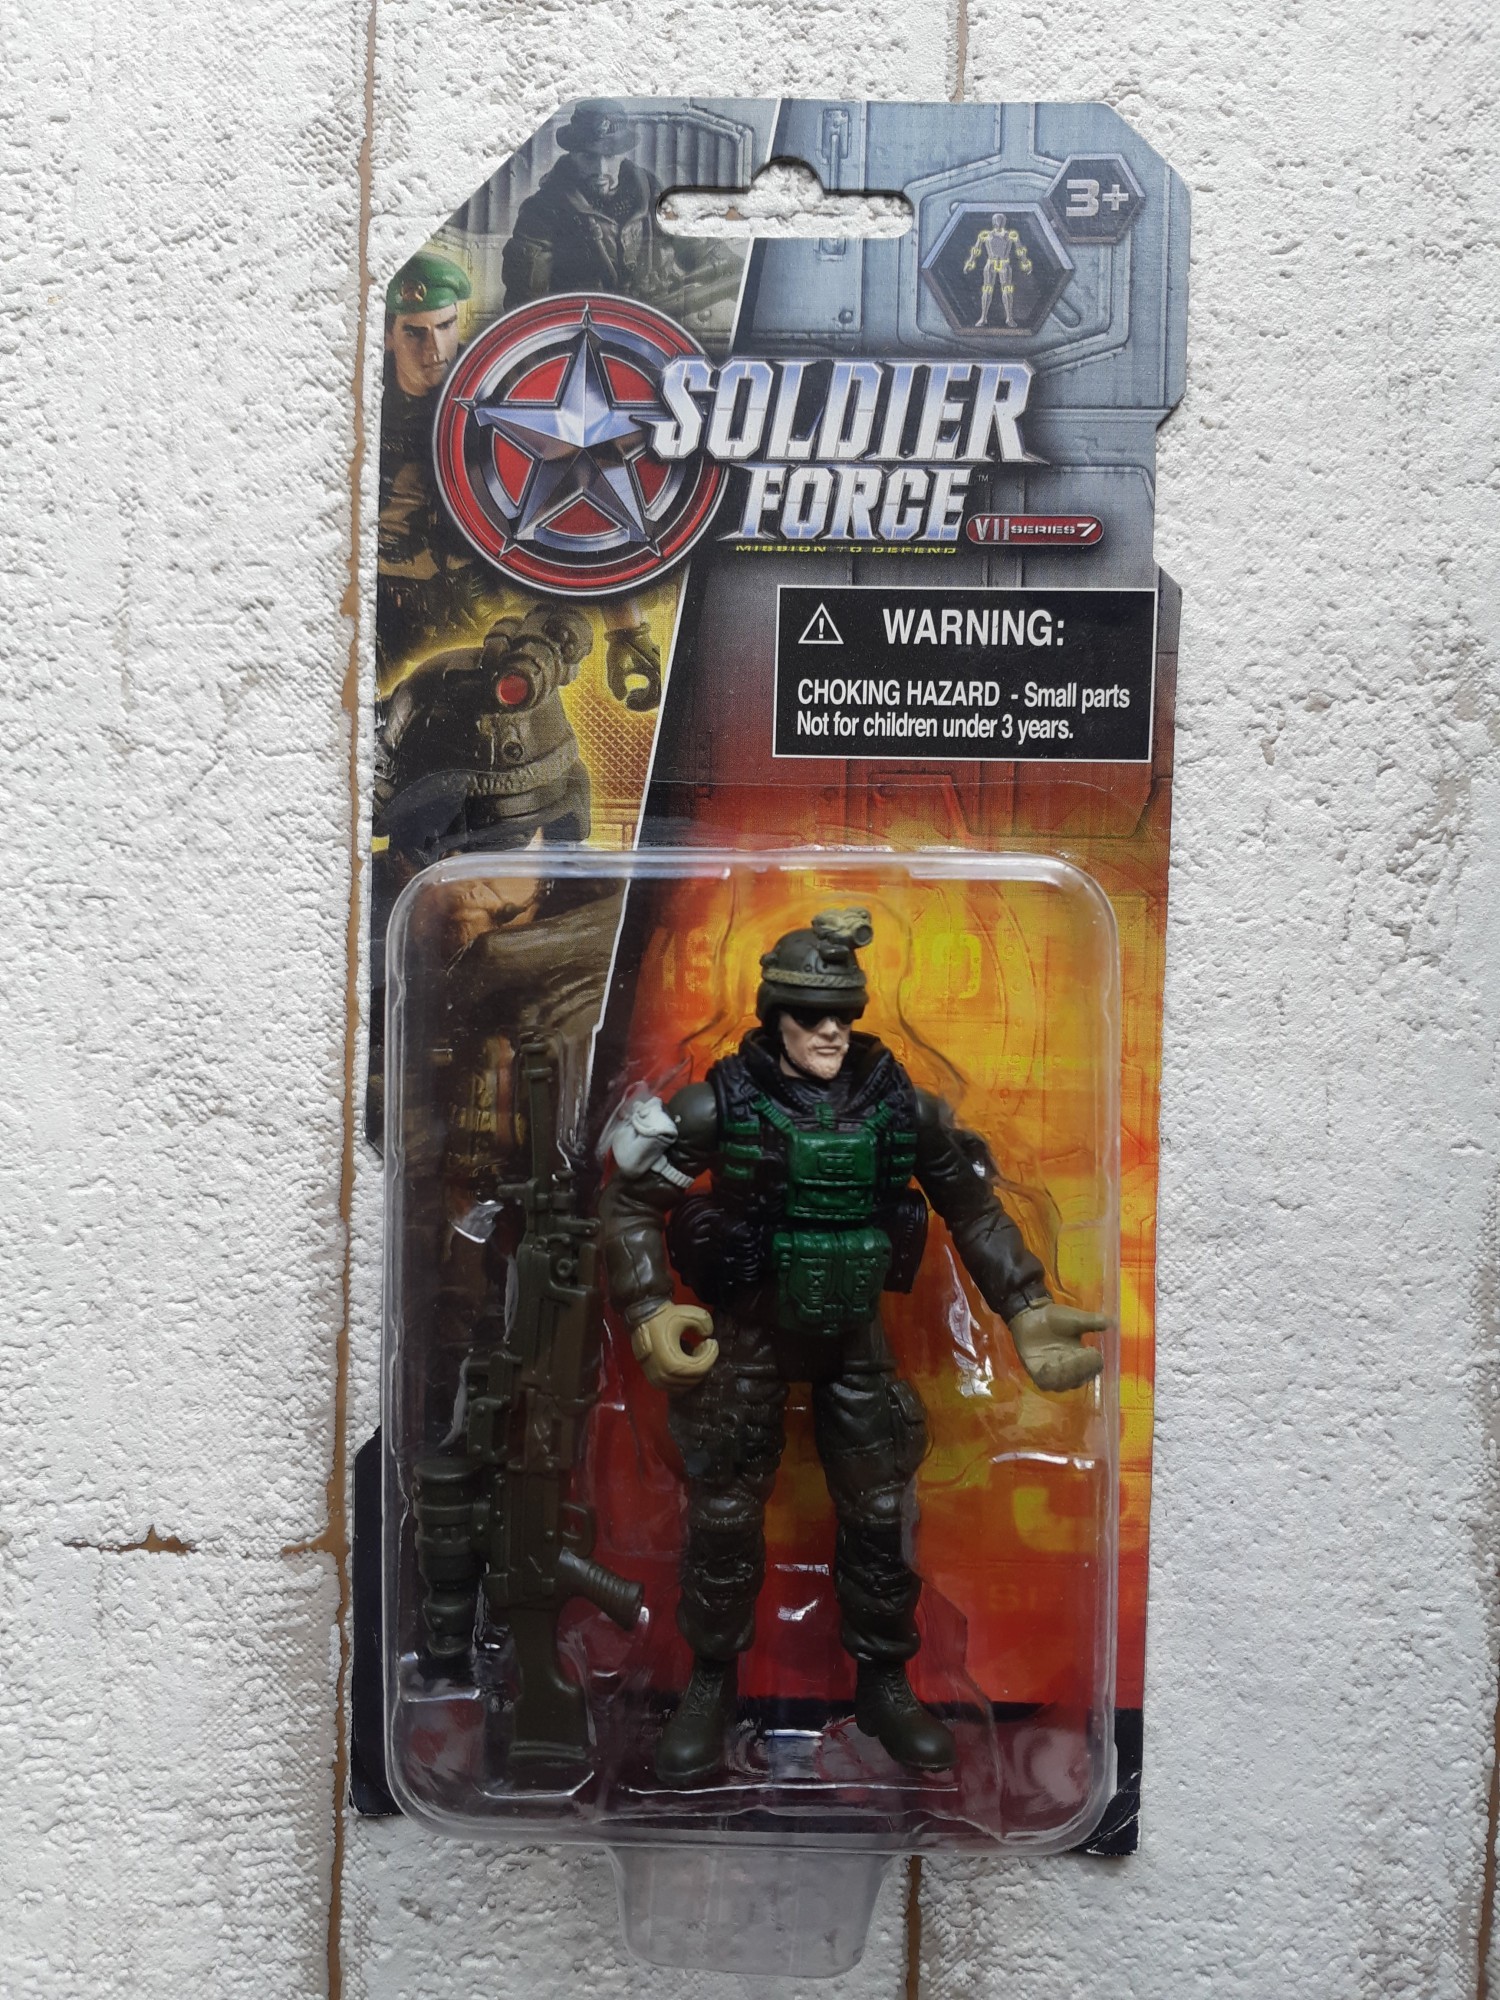 3+
SOLDIER
FORCE™
VII SERIES 7
MISSION TO DEFEND
WARNING:
CHOKING HAZARD - Small parts
Not for children under 3 years.